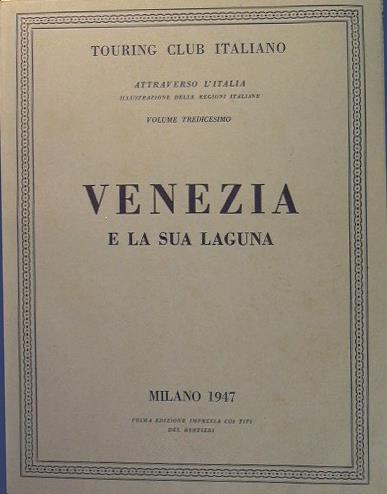 TOURING CLUB ITALIANO
ATTRAVERSO L'ITALIA
ILLUSTRAZIONE DELLE REGIONI ITALIANE
VOLUME TREDICESIMO
VENEZIA
E LA SUA LAGUNA
MILANO 1947
PRIMA EDIZIONE IMPRESSA COI TIPI
DEL BERTIERI